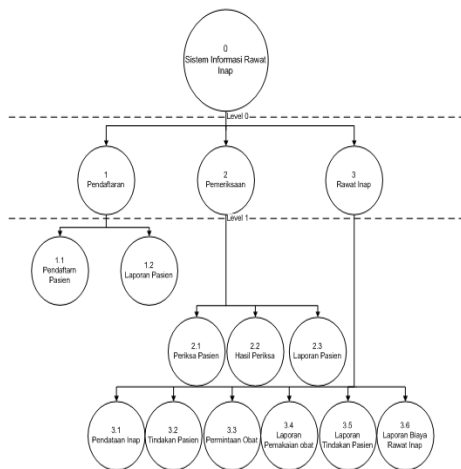 0
Sistem Informasi Rawat
Inap
Level 0
1
Pendaftaran
2
Pemeriksaan
3
Rawat Inap
Level 1
1.1
Pendaftarn
Pasien
1.2
Laporan Pasien
2.1
Periksa Pasien
2.2
Hasil Periksa
2.3
Laporan Pasien
3.1
Pendataan Inap
3.2
Tindakan Pasien
3.3
Permintaan Obat
3.4
Laporan
Pemakaian obat
3.5
Laporan
Tindakan Pasien
3.6
Laporan Biaya
Rawat Inap